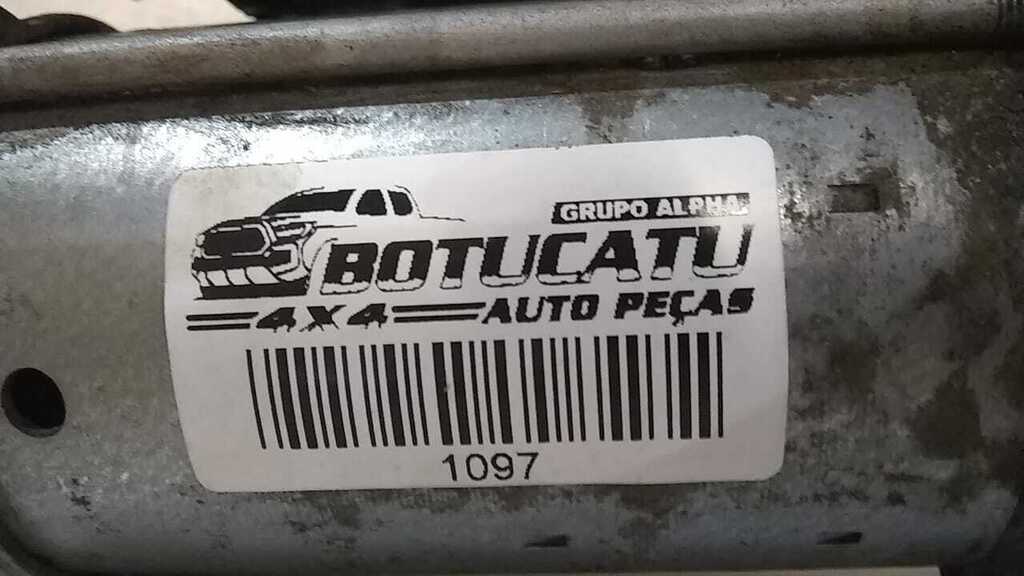 GRUPO ALPHA
BOTUCATU
4X4 AUTO PEÇAS
1097